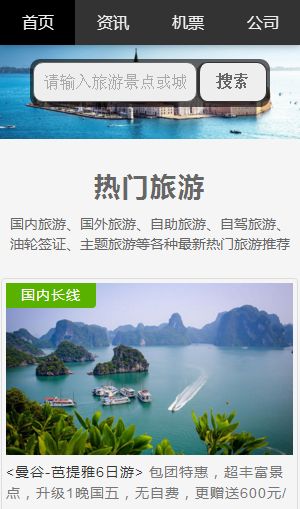 首页 资讯 机票 公司
请输入旅游景点或城 搜索
热门旅游
国内旅游、国外旅游、自助旅游、自驾旅游、
油轮签证、主题旅游等各种最新热门旅游推荐
国内长线
<曼谷-芭提雅6日游> 包团特惠，超丰富景
点，升级1晚国五，无自费，更赠送600元/